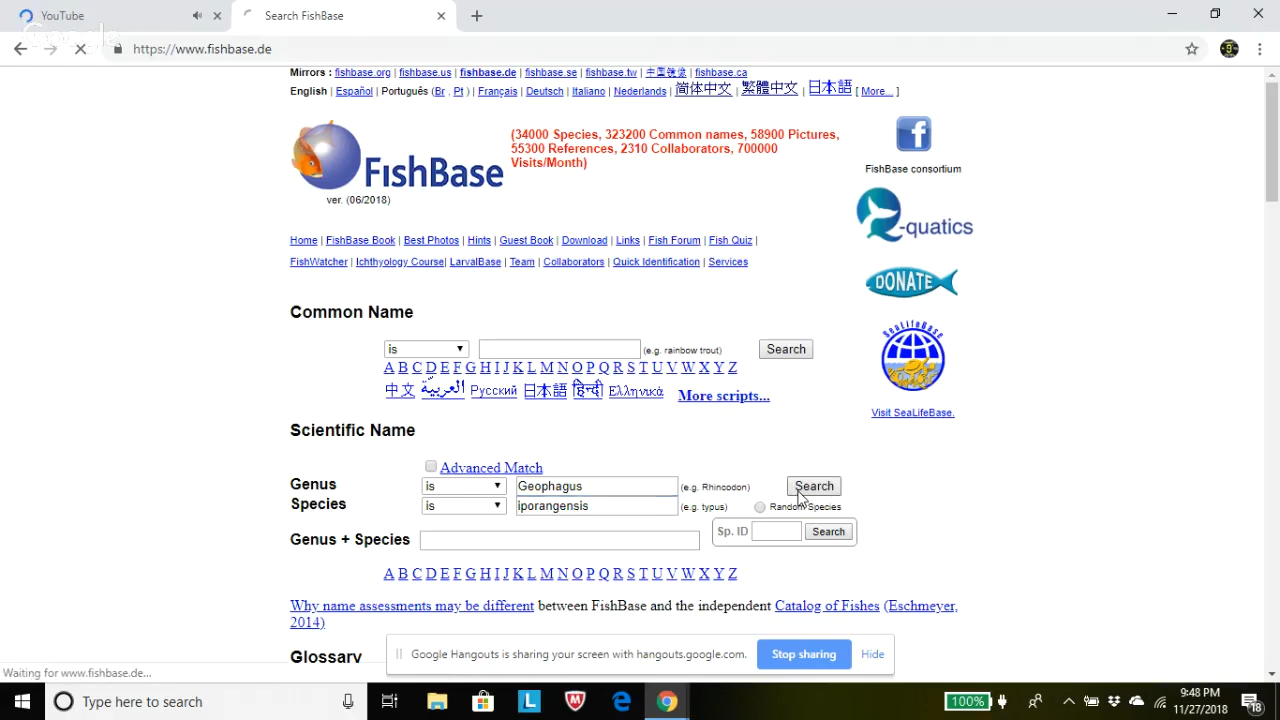 YouTube
Search FishBase
Google
https://www.fishbase.de
Mirrors : fishbase.org | fishbase.us | fishbase.de | fishbase.se | fishbase.tw | 中国镜像 | fishbase.ca
English | Español | Português (Br . Pt ) | Français | Deutsch | Italiano | Nederlands | 简体中文 | 繁體中文 | 日本語 [ More... ]
(34000 Species, 323200 Common names, 58900 Pictures,
55300 References, 2310 Collaborators, 700000
Visits/Month)
FishBase
ver. (06/2018)
FishBase consortium
-quatics
Home | FishBase Book | Best Photos | Hints | Guest Book | Download | Links | Fish Forum | Fish Quiz |
FishWatcher | Ichthyology Course| LarvalBase | Team | Collaborators | Quick Identification | Services
DONATE
SeaLifeBase
Visit SeaLifeBase.
Common Name
is
(e.g. rainbow trout)
Search
A B C D E F G H I J K L M N O P Q R S T U V W X Y Z
中文 العربية Русский 日本語 हिन्दी Ελληνικά More scripts...
Scientific Name
Advanced Match
Genus is Geophagus (e.g. Rhincodon) Search
Species is iporangensis (e.g. typus) Random Species
Genus + Species
Sp. ID Search
A B C D E F G H I J K L M N O P Q R S T U V W X Y Z
Why name assessments may be different between FishBase and the independent Catalog of Fishes (Eschmeyer,
2014)
Glossary
Google Hangouts is sharing your screen with hangouts.google.com. Stop sharing Hide
Waiting for www.fishbase.de...
Type here to search
L
100%
9:48 PM
11/27/2018
18